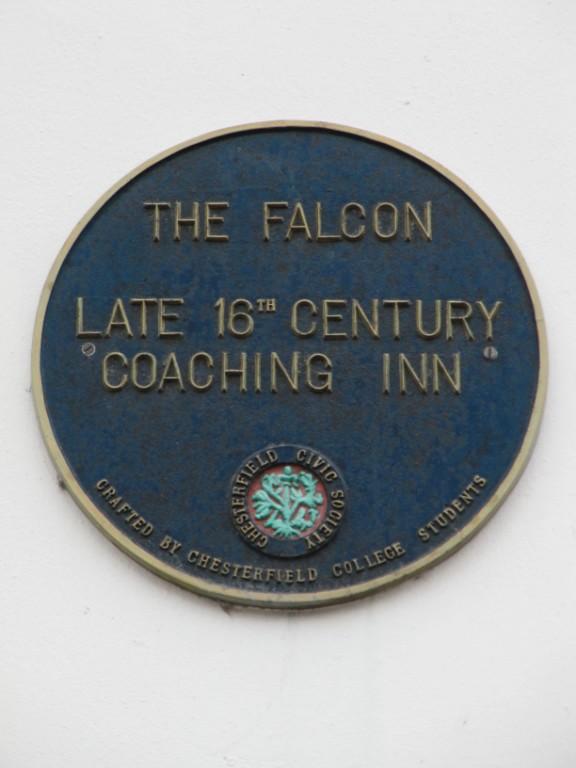 THE FALCON
LATE 16TH CENTURY
COACHING INN
CHESTERFIELD CIVIC SOCIETY
CRAFTED BY CHESTERFIELD COLLEGE STUDENTS